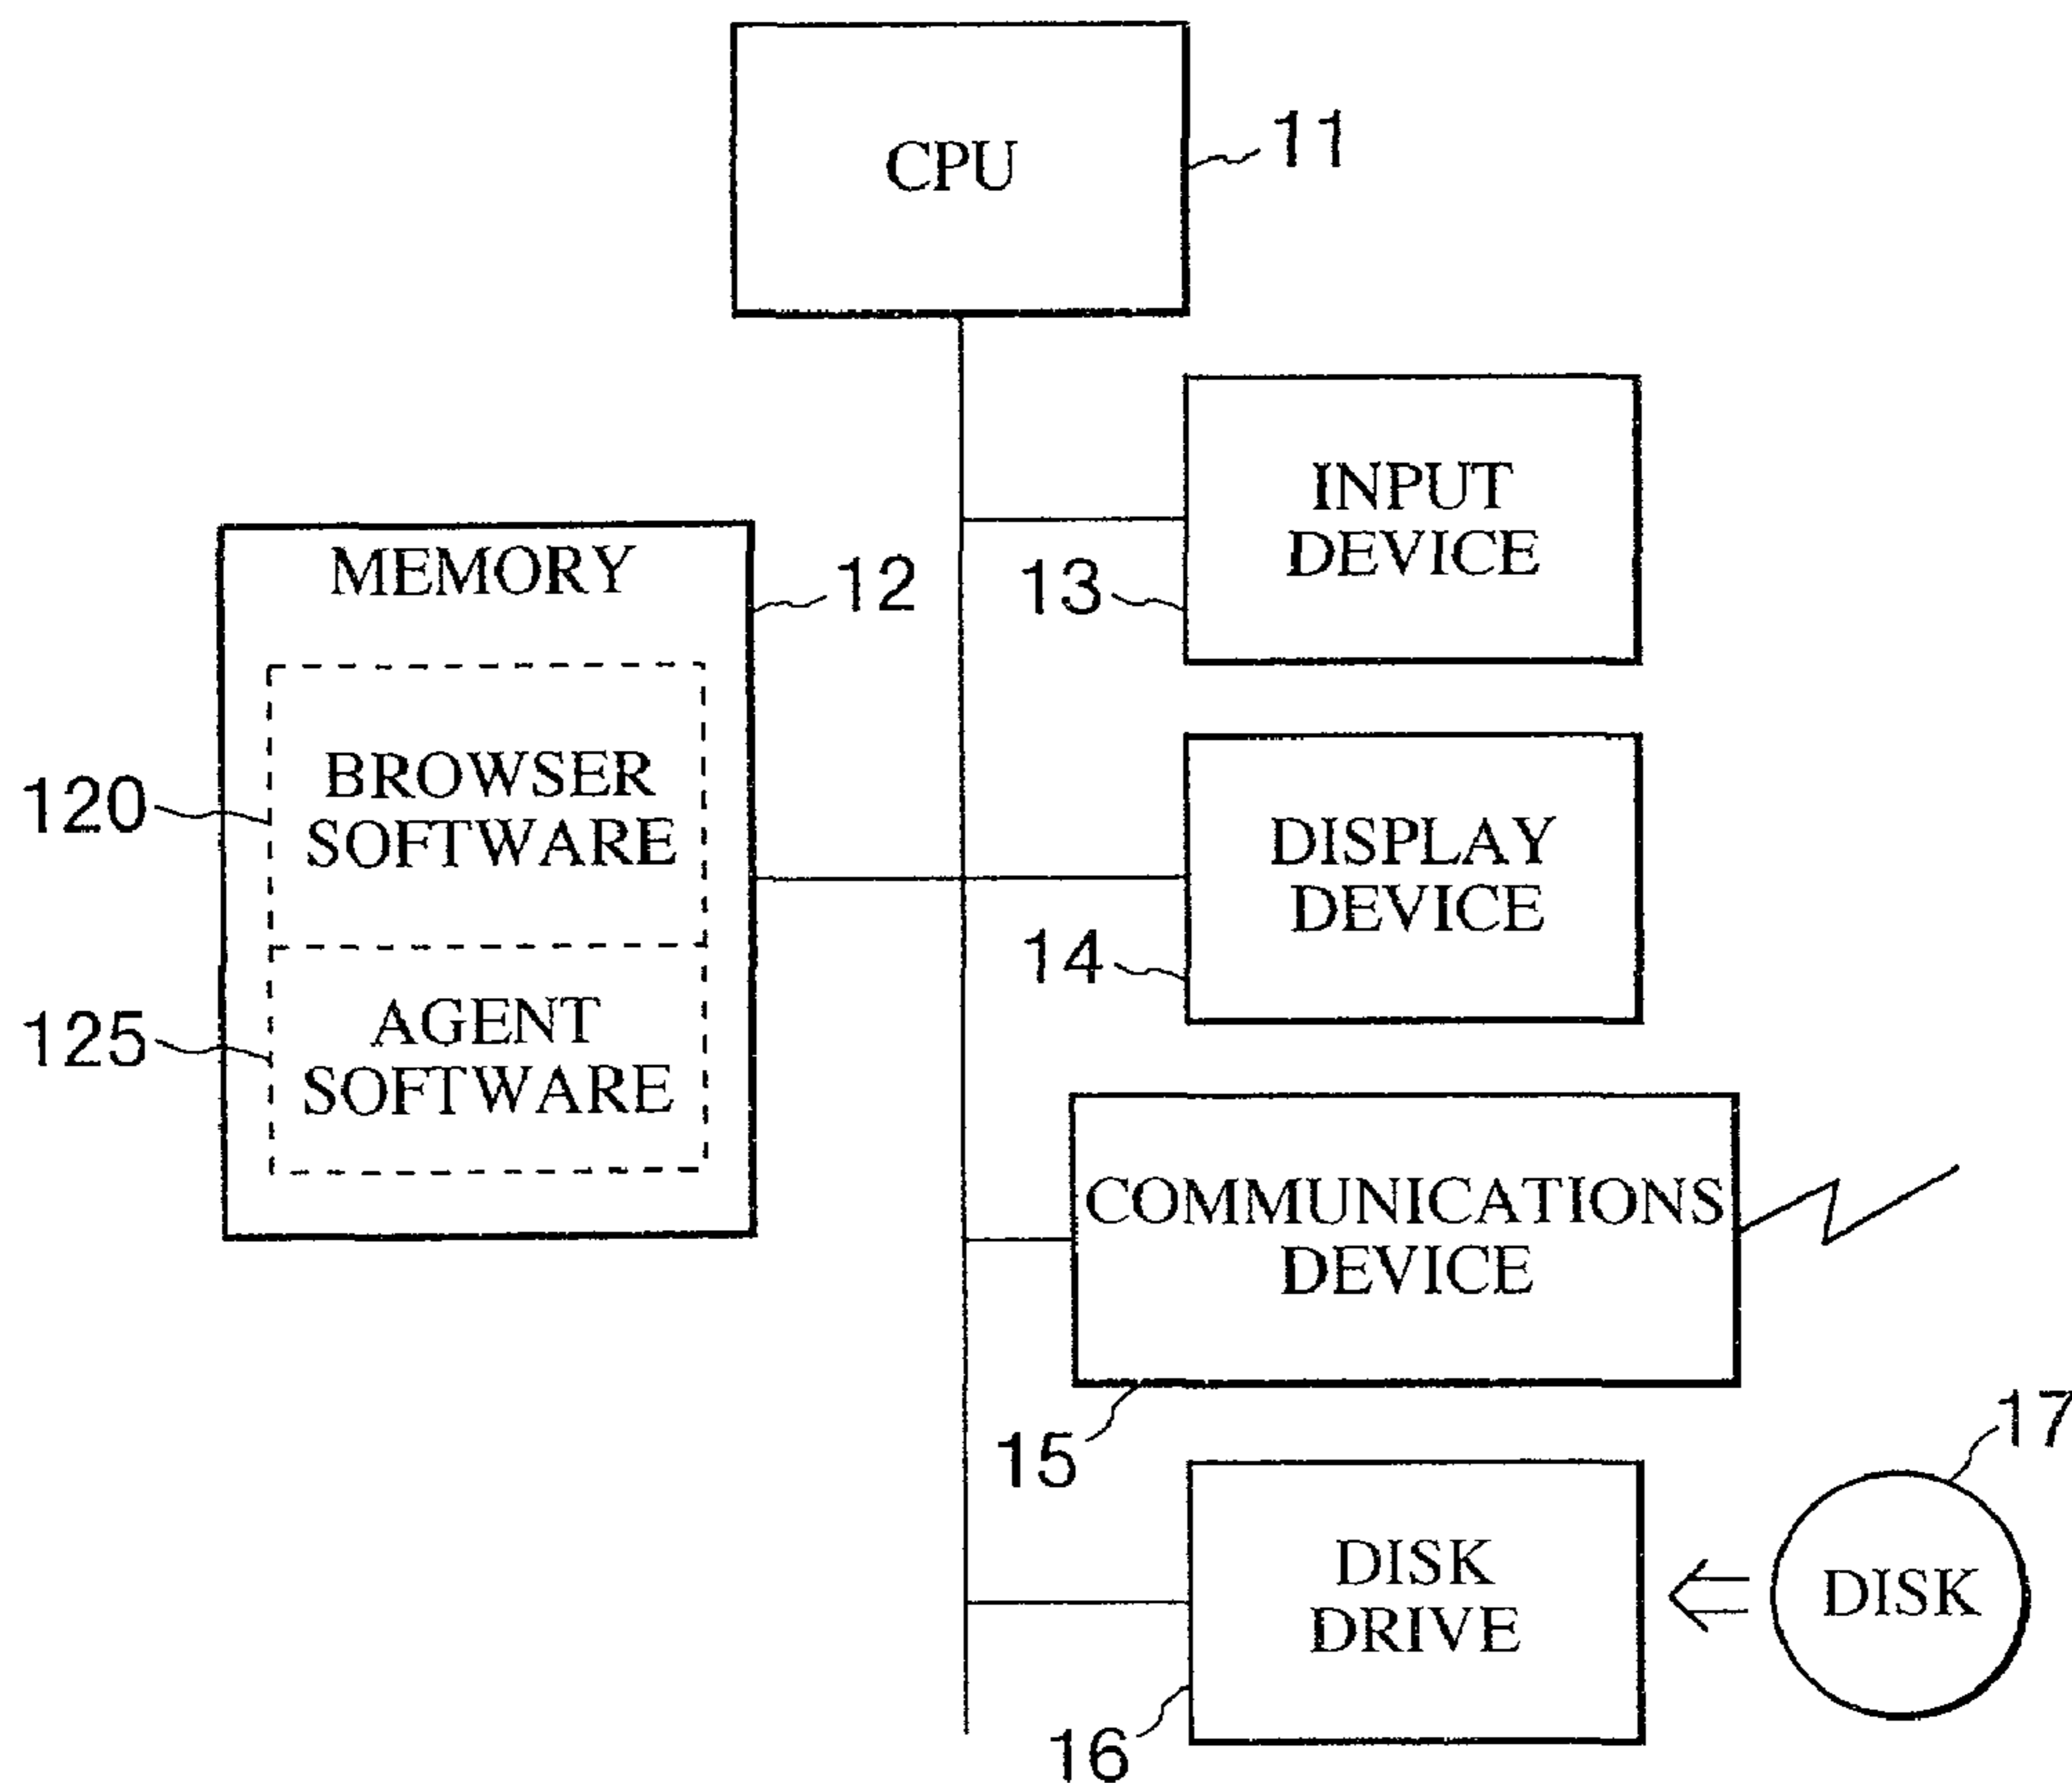 CPU
11
INPUT
DEVICE
13
MEMORY
12
BROWSER
SOFTWARE
120
AGENT
SOFTWARE
125
DISPLAY
DEVICE
14
COMMUNICATIONS
DEVICE
15
DISK
DRIVE
16
DISK
17